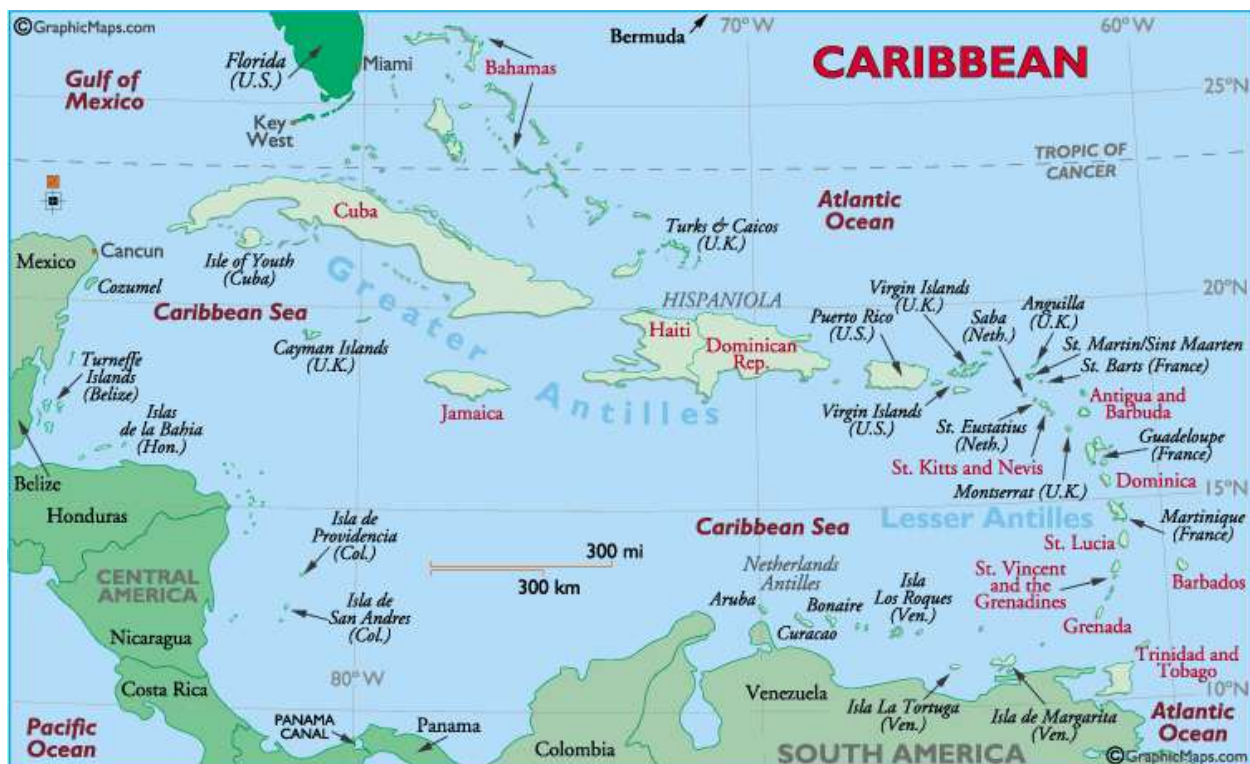 ©GraphicMaps.com
Bermuda
70°W
60°W
CARIBBEAN
Florida
(U.S.)
Miami
Bahamas
Gulf of
Mexico
25°N
Key
West
TROPIC OF
CANCER
Atlantic
Ocean
Cuba
Turks & Caicos
(U.K.)
Mexico
Cancun
Isle of Youth
(Cuba)
Cozumel
Greater
Antilles
HISPANIOLA
20°N
Caribbean Sea
Virgin Islands
(U.K.)
Anguilla
(U.K.)
Saba
(Neth.)
Puerto Rico
(U.S.)
Haiti
Dominican
Rep.
St. Martin/Sint Maarten
St. Barts (France)
Cayman Islands
(U.K.)
Turneffe
Islands
(Belize)
Jamaica
Antigua and
Barbuda
Virgin Islands
(U.S.)
Islas
de la Bahia
(Hon.)
St. Eustatius
(Neth.)
Guadeloupe
(France)
St. Kitts and Nevis
Montserrat (U.K.)
Dominica
Belize
15°N
Honduras
Isla de
Providencia
(Col.)
Caribbean Sea
Lesser Antilles
Martinique
(France)
St. Lucia
300 mi
300 km
Netherlands
Antilles
Isla
Los Roques
(Ven.)
St. Vincent
and the
Grenadines
Barbados
CENTRAL
AMERICA
Isla de
San Andres
(Col.)
Aruba
Bonaire
Curacao
Grenada
Nicaragua
Trinidad and
Tobago
Costa Rica
80°W
Venezuela
10°N
Isla La Tortuga
(Ven.)
Isla de Margarita
(Ven.)
Atlantic
Ocean
Pacific
Ocean
PANAMA
CANAL
Panama
Colombia
SOUTH AMERICA
©GraphicMaps.com